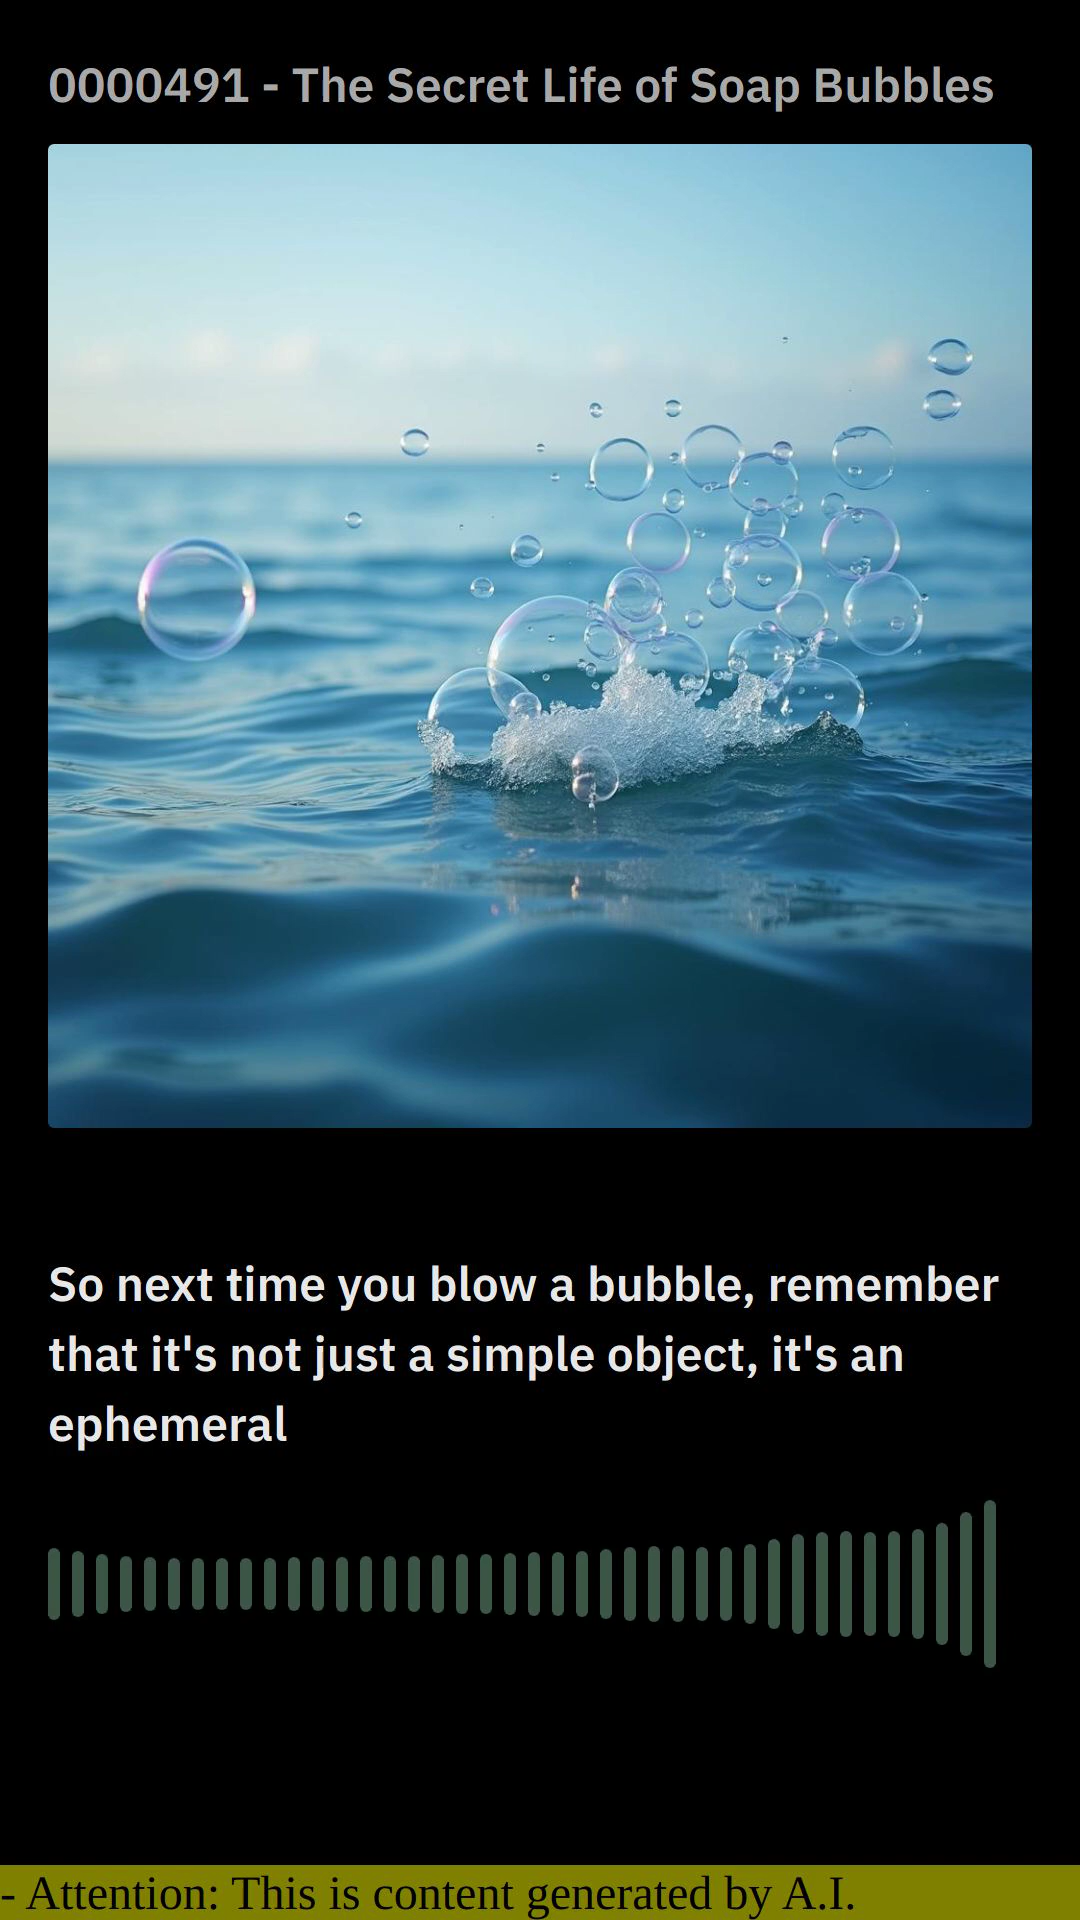 0000491 - The Secret Life of Soap Bubbles
So next time you blow a bubble, remember
that it's not just a simple object, it's an
ephemeral
- Attention: This is content generated by A.I.